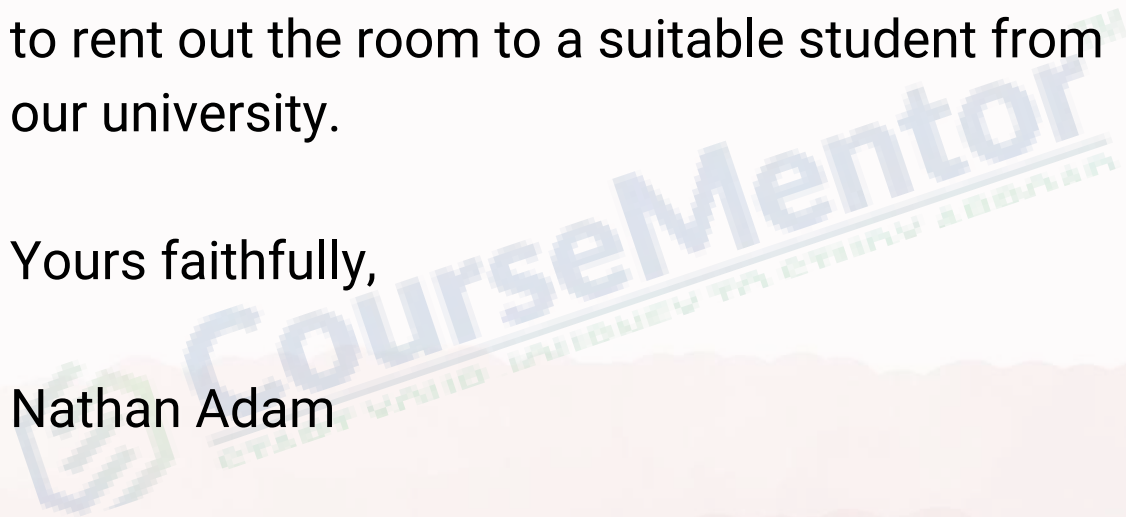 to rent out the room to a suitable student from
our university.
Yours faithfully,
Nathan Adam
CourseMentor